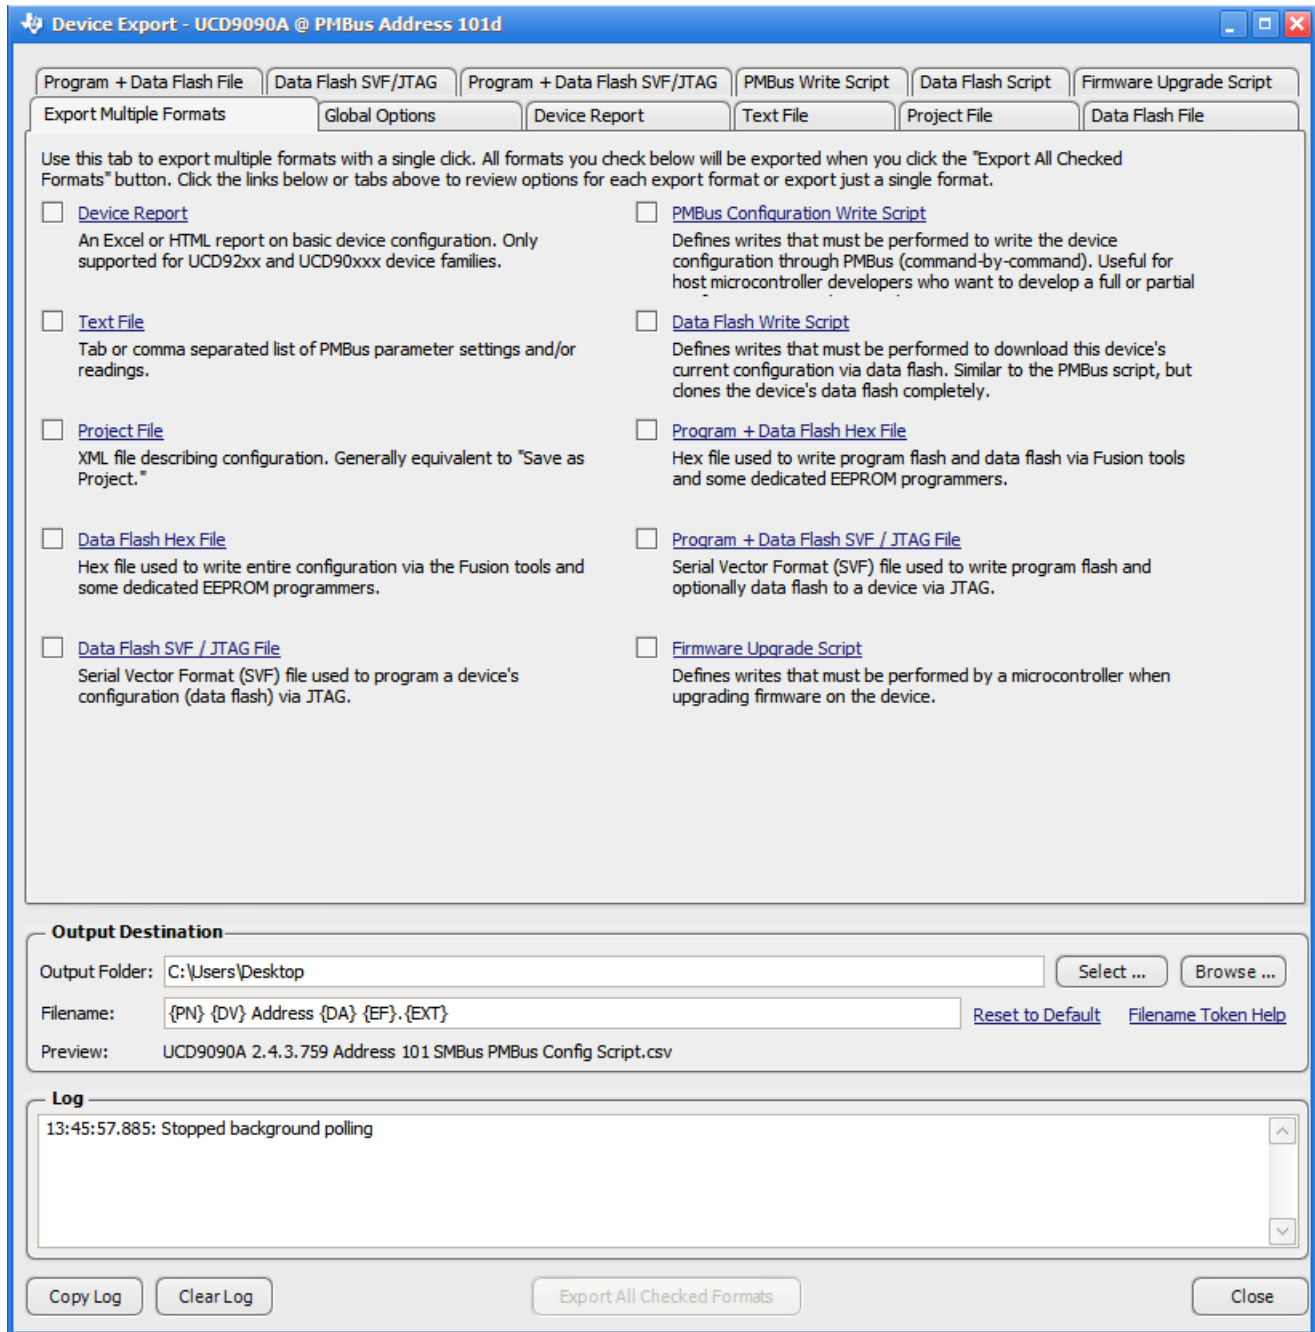 Device Export - UCD9090A @ PMBus Address 101d
Program + Data Flash File
Data Flash SVF/JTAG
Program + Data Flash SVF/JTAG
PMBus Write Script
Data Flash Script
Firmware Upgrade Script
Export Multiple Formats
Global Options
Device Report
Text File
Project File
Data Flash File
Use this tab to export multiple formats with a single click. All formats you check below will be exported when you click the "Export All Checked
Formats" button. Click the links below or tabs above to review options for each export format or export just a single format.
Device Report
An Excel or HTML report on basic device configuration. Only
supported for UCD92xx and UCD90xxx device families.
Text File
Tab or comma separated list of PMBus parameter settings and/or
readings.
Project File
XML file describing configuration. Generally equivalent to "Save as
Project."
Data Flash Hex File
Hex file used to write entire configuration via the Fusion tools and
some dedicated EEPROM programmers.
Data Flash SVF / JTAG File
Serial Vector Format (SVF) file used to program a device's
configuration (data flash) via JTAG.
PMBus Configuration Write Script
Defines writes that must be performed to write the device
configuration through PMBus (command-by-command). Useful for
host microcontroller developers who want to develop a full or partial
Data Flash Write Script
Defines writes that must be performed to download this device's
current configuration via data flash. Similar to the PMBus script, but
clones the device's data flash completely.
Program + Data Flash Hex File
Hex file used to write program flash and data flash via Fusion tools
and some dedicated EEPROM programmers.
Program + Data Flash SVF / JTAG File
Serial Vector Format (SVF) file used to write program flash and
optionally data flash to a device via JTAG.
Firmware Upgrade Script
Defines writes that must be performed by a microcontroller when
upgrading firmware on the device.
Output Destination
Output Folder: C:\Users\Desktop
Select ...
Browse ...
Filename: {PN} {DV} Address {DA} {EF}.{EXT}
Reset to Default
Filename Token Help
Preview: UCD9090A 2.4.3.759 Address 101 SMBus PMBus Config Script.csv
Log
13:45:57.885: Stopped background polling
Copy Log
Clear Log
Export All Checked Formats
Close